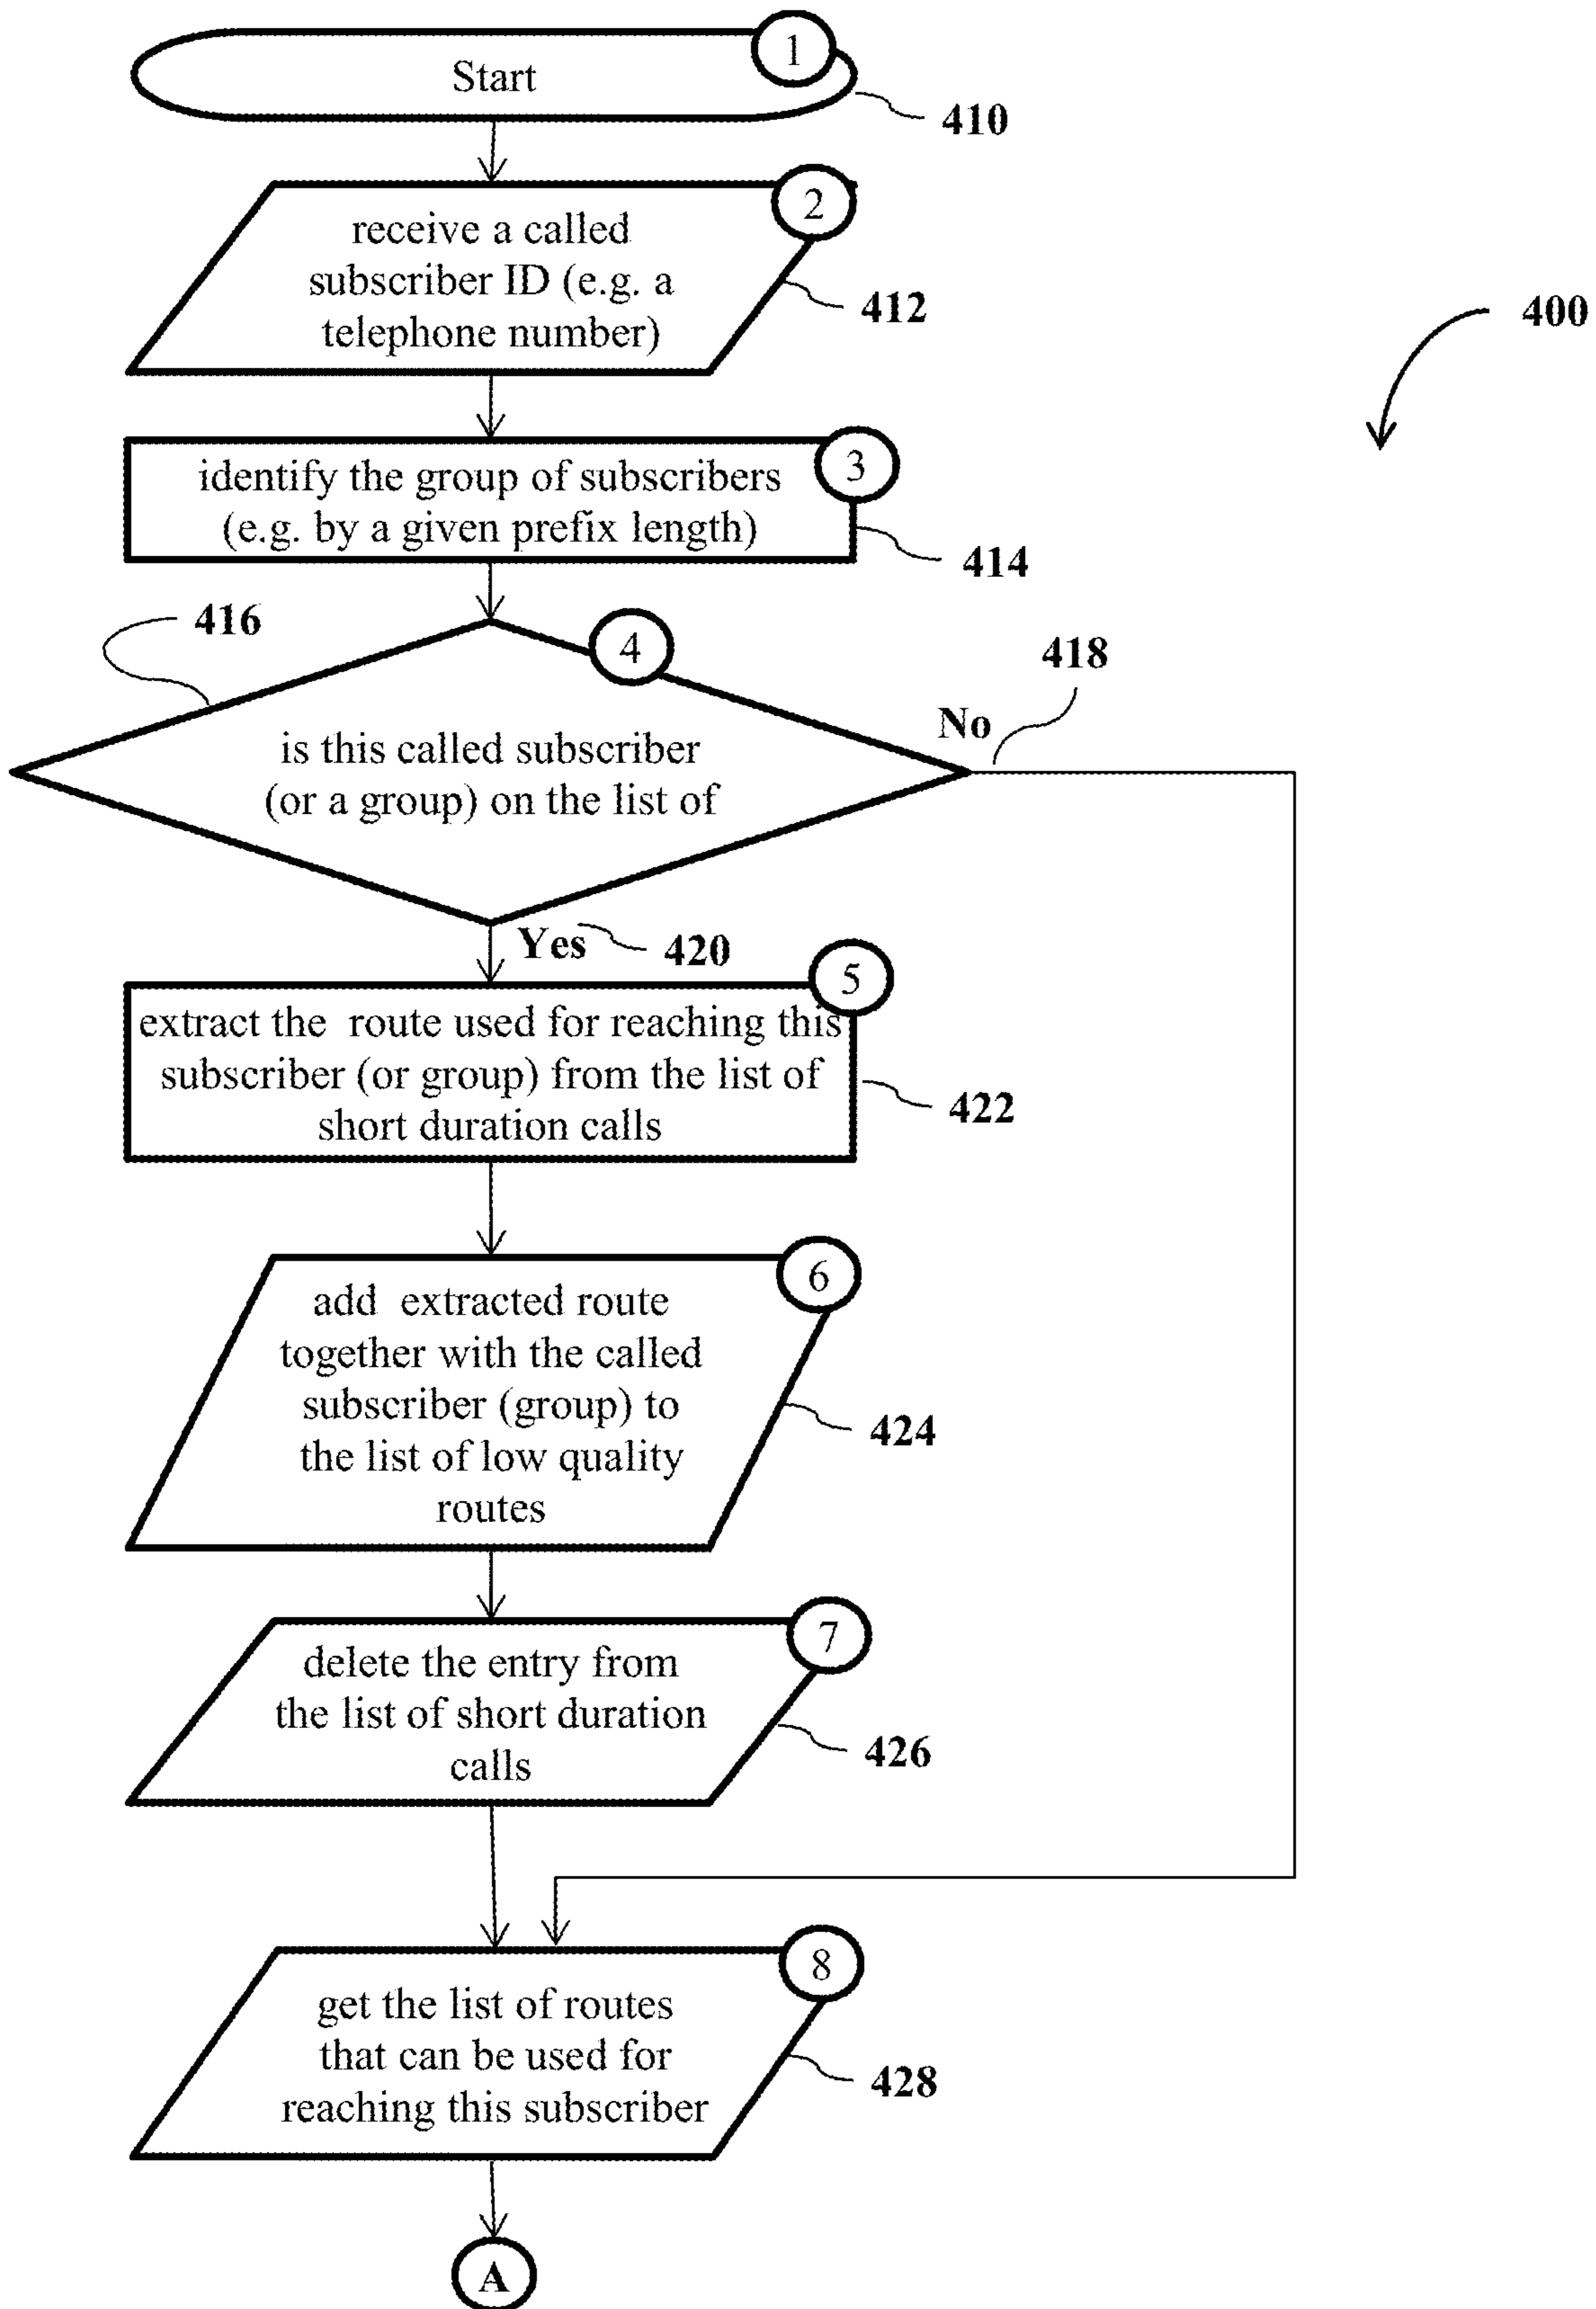 1
Start
410
2
receive a called
subscriber ID (e.g. a
telephone number)
412
400
3
identify the group of subscribers
(e.g. by a given prefix length)
414
416
4
418
No
is this called subscriber
(or a group) on the list of
Yes
420
5
extract the route used for reaching this
subscriber (or group) from the list of
short duration calls
422
6
add extracted route
together with the called
subscriber (group) to
the list of low quality
routes
424
7
delete the entry from
the list of short duration
calls
426
8
get the list of routes
that can be used for
reaching this subscriber
428
A